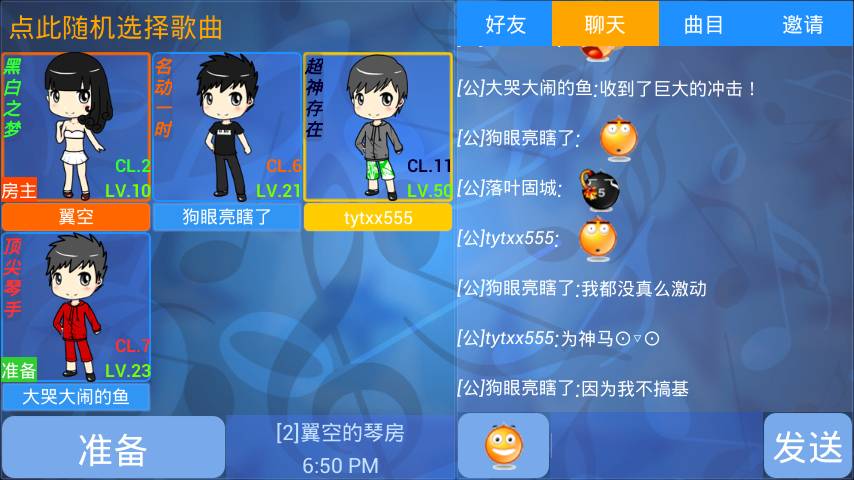 点此随机选择歌曲
黑白之梦
CL.2
LV.10
房主
翼空
名动一时
CL.6
LV.21
狗眼亮瞎了
超神存在
CL.11
LV.50
tytxx555
顶尖琴手
CL.7
LV.23
准备
大哭大闹的鱼
准备
[2]翼空的琴房
6:50 PM
好友 聊天 曲目 邀请
[公]大哭大闹的鱼:收到了巨大的冲击！
[公]狗眼亮瞎了:
[公]落叶固城:
[公]tytxx555:
[公]狗眼亮瞎了:我都没真么激动
[公]tytxx555:为神马⊙▿⊙
[公]狗眼亮瞎了:因为我不搞基
发送